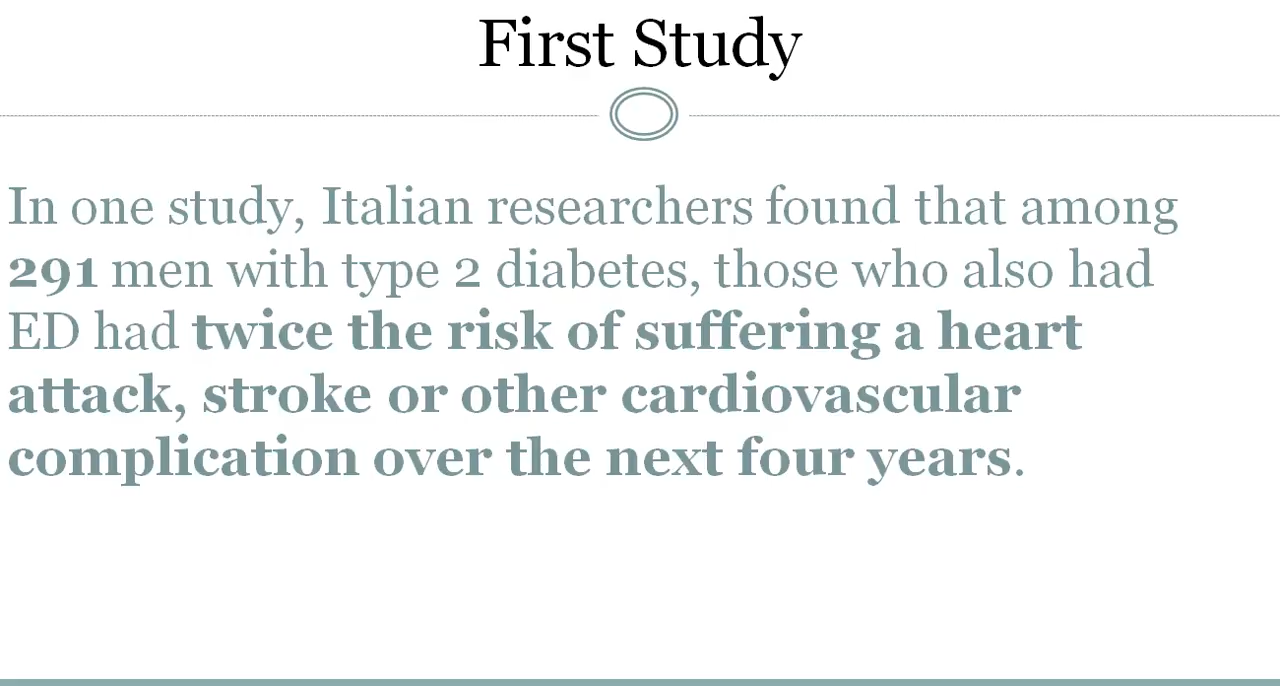 First Study
In one study, Italian researchers found that among
291 men with type 2 diabetes, those who also had
ED had twice the risk of suffering a heart
attack, stroke or other cardiovascular
complication over the next four years.